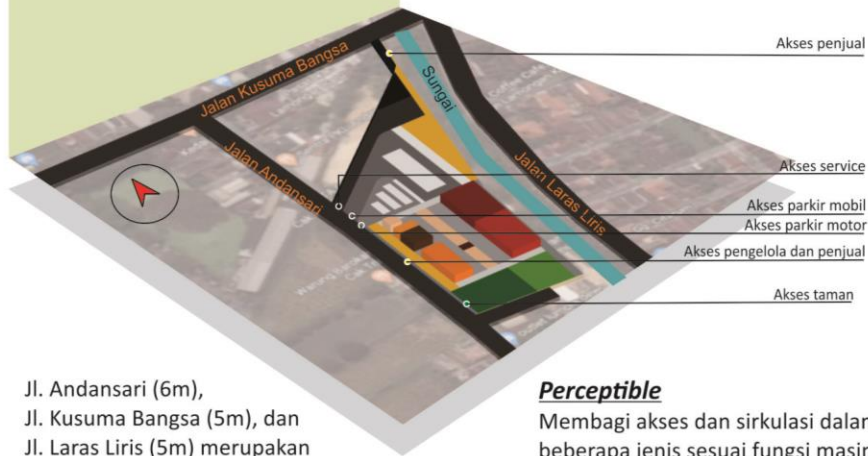 Jalan Kusuma Bangsa
Sungai
Jalan Andansari
Jalan Laras Liris
Akses penjual
Akses service
Akses parkir mobil
Akses parkir motor
Akses pengelola dan penjual
Akses taman
Jl. Andansari (6m),
Jl. Kusuma Bangsa (5m), dan
Jl. Laras Liris (5m) merupakan
Perceptible
Membagi akses dan sirkulasi dalam
beberapa jenis sesuai fungsi